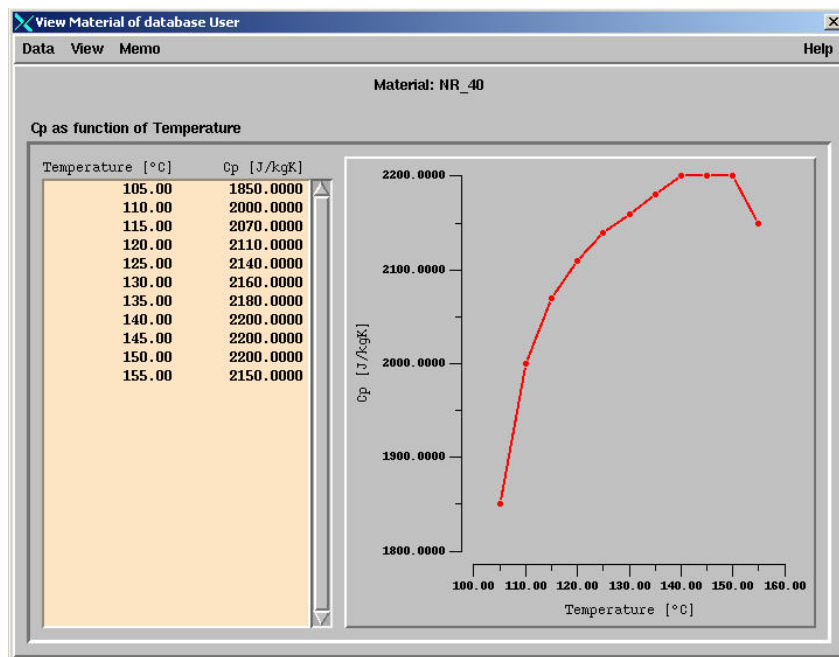 View Material of database User
Data View Memo Help
Material: NR_40
Cp as function of Temperature
Temperature [°C] Cp [J/kgK]
105.00 1850.0000
110.00 2000.0000
115.00 2070.0000
120.00 2110.0000
125.00 2140.0000
130.00 2160.0000
135.00 2180.0000
140.00 2200.0000
145.00 2200.0000
150.00 2200.0000
155.00 2150.0000
2200.0000
2100.0000
2000.0000
1900.0000
1800.0000
Cp [J/kgK]
100.00 110.00 120.00 130.00 140.00 150.00 160.00
Temperature [°C]